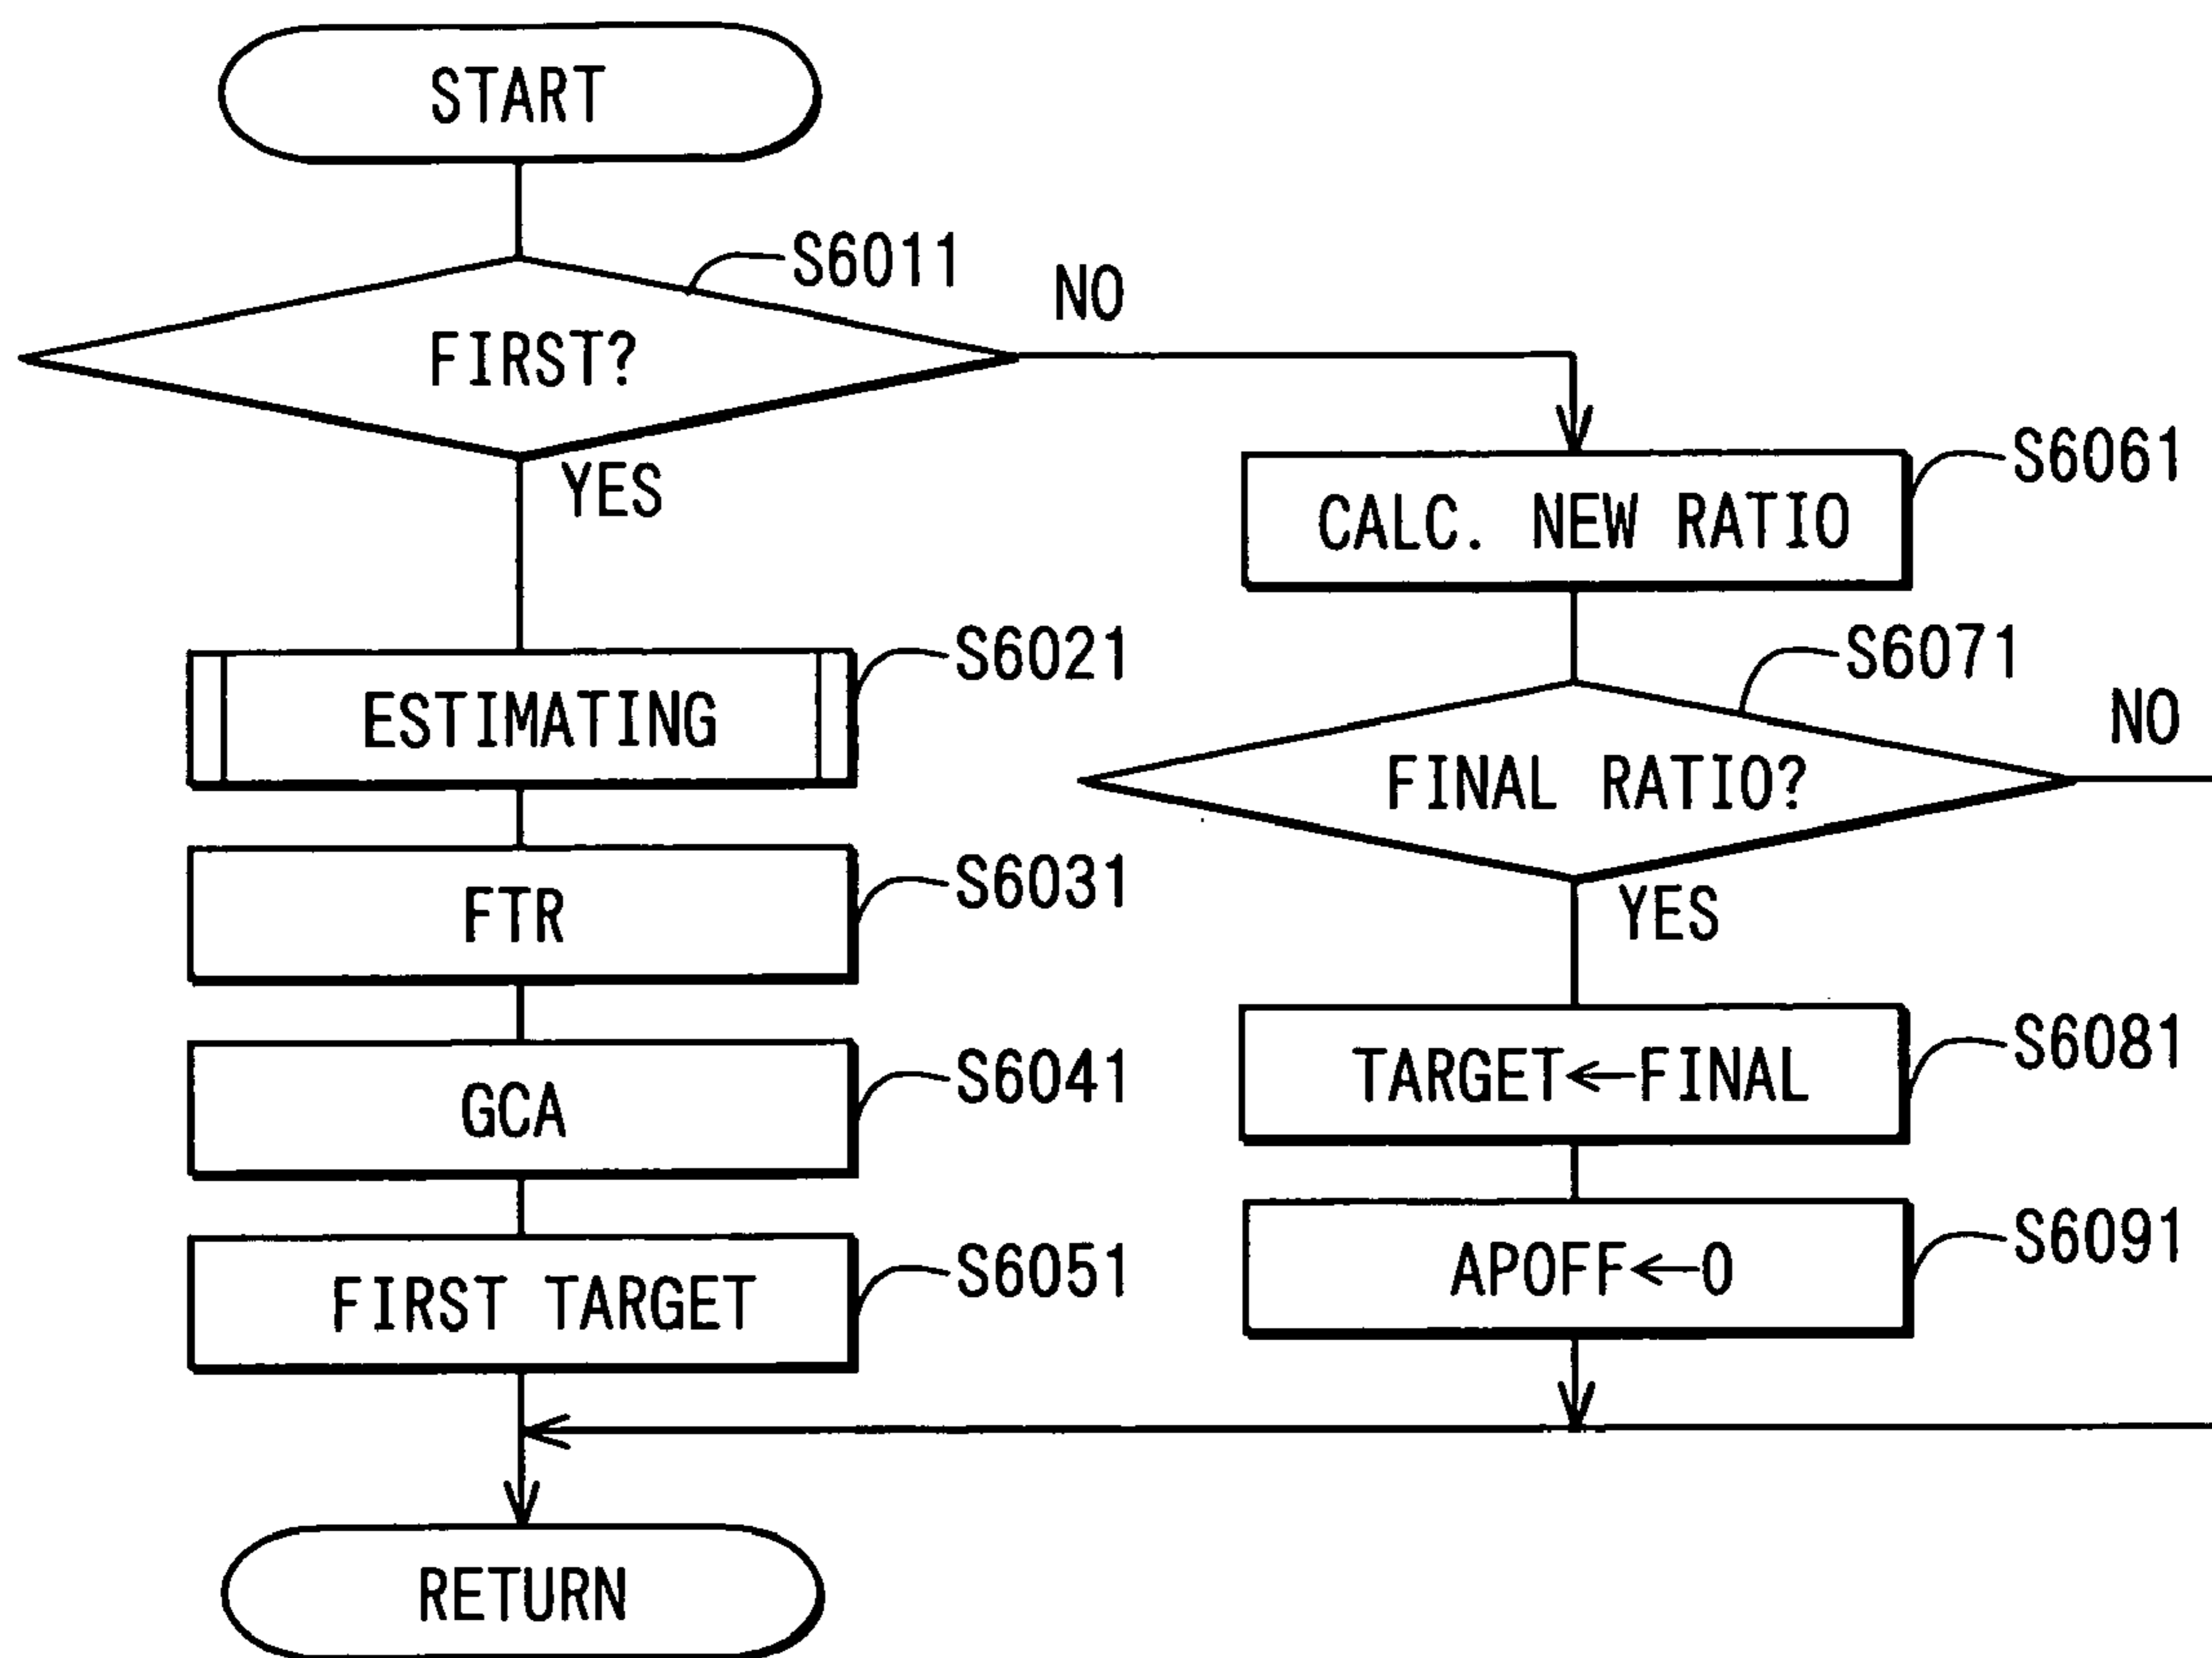 START
S6011
FIRST?
NO
YES
S6021
ESTIMATING
S6031
FTR
S6041
GCA
S6051
FIRST TARGET
RETURN
S6061
CALC. NEW RATIO
S6071
FINAL RATIO?
NO
YES
S6081
TARGET←FINAL
S6091
APOFF←0